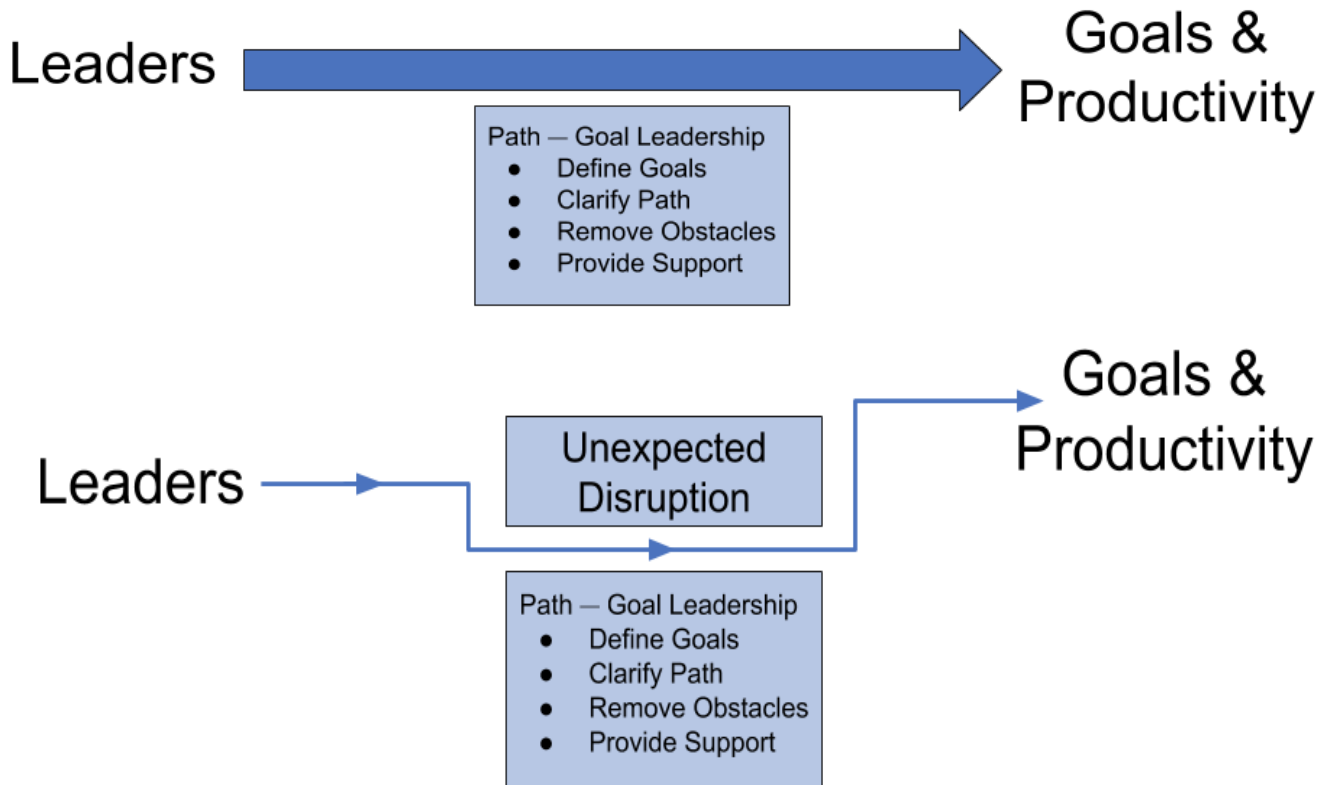 Leaders
Goals &
Productivity
Path — Goal Leadership
● Define Goals
● Clarify Path
● Remove Obstacles
● Provide Support
Leaders
Unexpected
Disruption
Goals &
Productivity
Path — Goal Leadership
● Define Goals
● Clarify Path
● Remove Obstacles
● Provide Support